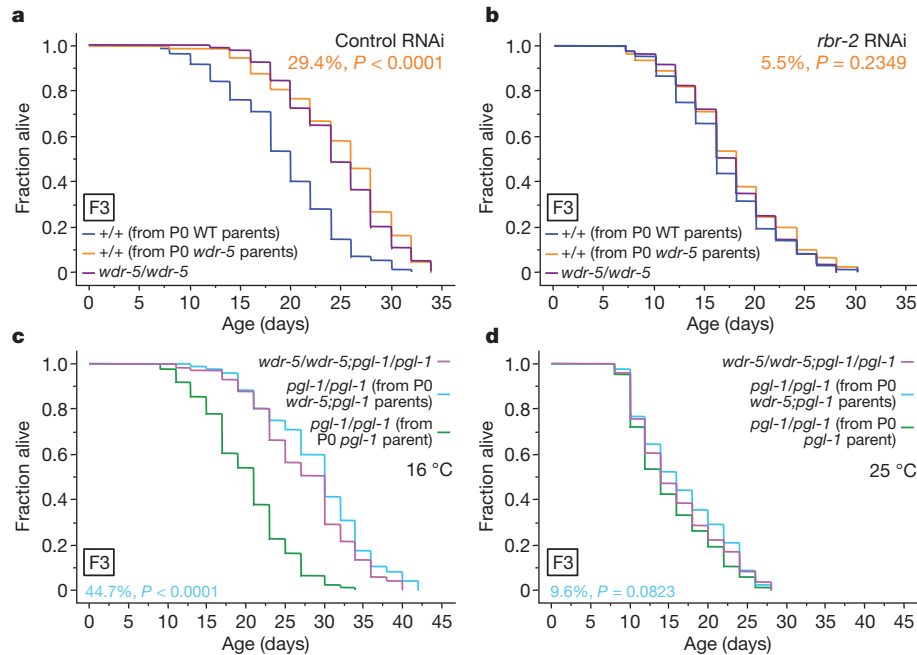 a
Control RNAi
29.4%, P < 0.0001
Fraction alive
1.0
0.8
0.6
0.4
0.2
0
F3
+/+ (from P0 WT parents)
+/+ (from P0 wdr-5 parents)
wdr-5/wdr-5
0 5 10 15 20 25 30 35
Age (days)
b
rbr-2 RNAi
5.5%, P = 0.2349
Fraction alive
1.0
0.8
0.6
0.4
0.2
0
F3
+/+ (from P0 WT parents)
+/+ (from P0 wdr-5 parents)
wdr-5/wdr-5
0 5 10 15 20 25 30 35
Age (days)
c
wdr-5/wdr-5;pgl-1/pgl-1
pgl-1/pgl-1 (from P0
wdr-5;pgl-1 parents)
pgl-1/pgl-1 (from
P0 pgl-1 parent)
16 °C
Fraction alive
1.0
0.8
0.6
0.4
0.2
0
F3
44.7%, P < 0.0001
0 5 10 15 20 25 30 35 40 45
Age (days)
d
wdr-5/wdr-5;pgl-1/pgl-1
pgl-1/pgl-1 (from P0
wdr-5;pgl-1 parents)
pgl-1/pgl-1 (from P0
pgl-1 parent)
25 °C
Fraction alive
1.0
0.8
0.6
0.4
0.2
0
F3
9.6%, P = 0.0823
0 5 10 15 20 25 30 35 40 45
Age (days)